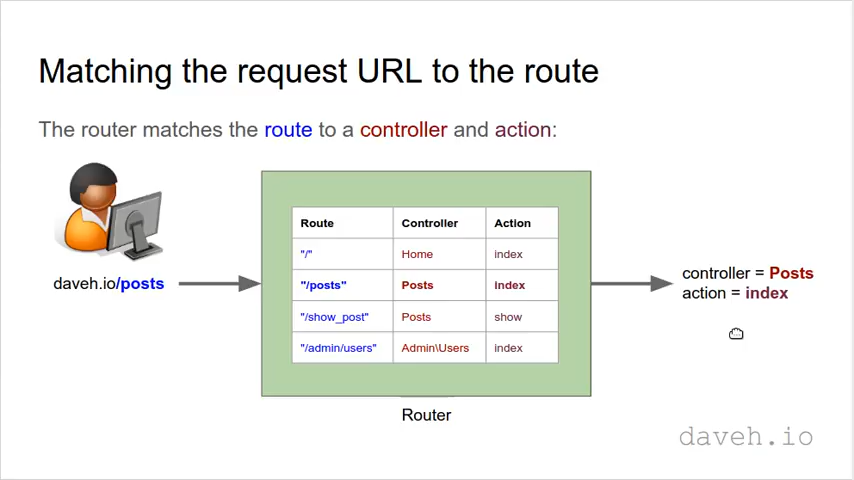 Matching the request URL to the route
The router matches the route to a controller and action:
daveh.io/posts
Route Controller Action
"/" Home index
"/posts" Posts index
"/show_post" Posts show
"/admin/users" Admin\Users index
Router
controller = Posts
action = index
daveh.io